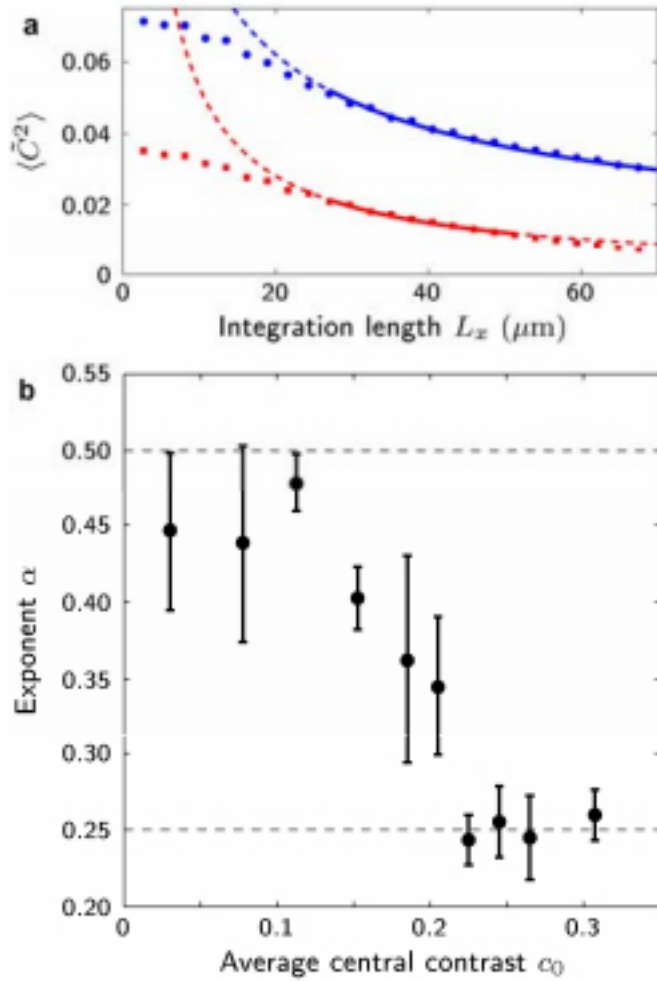 a
0.06
0.04
0.02
0
⟨C̃²⟩
0 20 40 60
Integration length Lₓ (μm)
b
0.55
0.50
0.45
0.40
0.35
0.30
0.25
0.20
Exponent α
0 0.1 0.2 0.3
Average central contrast c₀